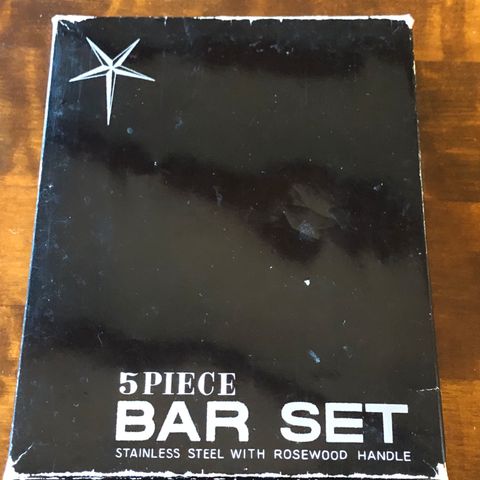 5 PIECE
BAR SET
STAINLESS STEEL WITH ROSEWOOD HANDLE